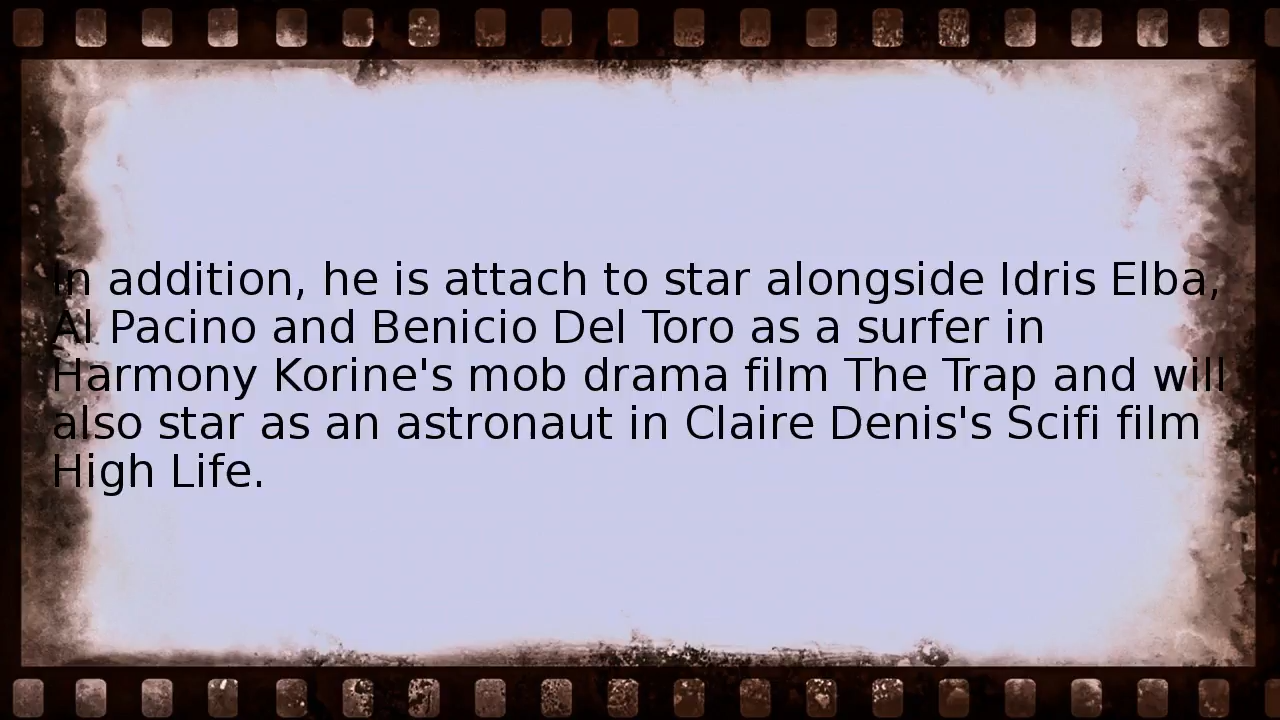 In addition, he is attach to star alongside Idris Elba,
Al Pacino and Benicio Del Toro as a surfer in
Harmony Korine's mob drama film The Trap and will
also star as an astronaut in Claire Denis's Scifi film
High Life.